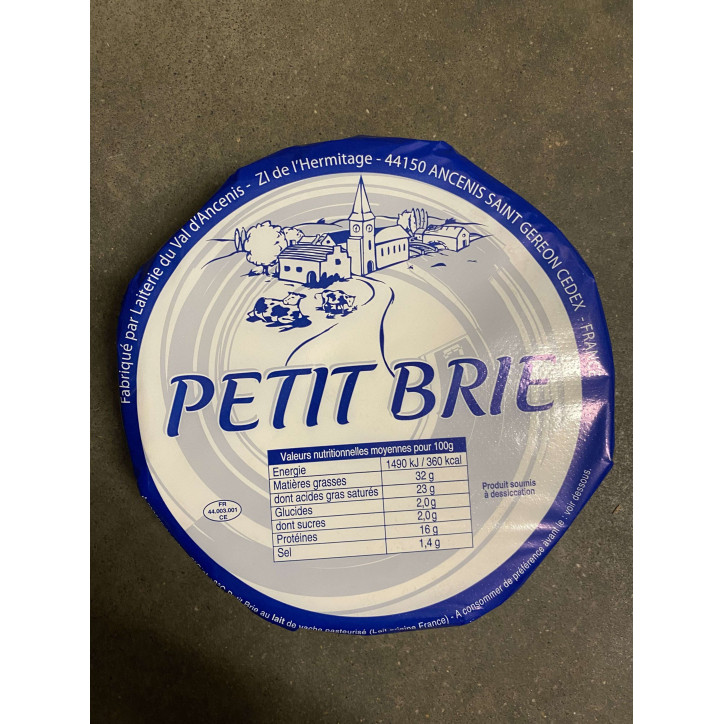 Fabriqué par Laiterie du Val d'Ancenis - ZI de l'Hermitage - 44150 ANCENIS SAINT GEREON CEDEX - FRAN
PETIT BRIE
Valeurs nutritionnelles moyennes pour 100g
Energie 1490 kJ / 360 kcal
Matières grasses 32 g
dont acides gras saturés 23 g
Glucides 2,0 g
dont sucres 2,0 g
Protéines 16 g
Sel 1,4 g
Produit soumis
à dessiccation
FR
44.003.001
CE
Brie au lait de vache pasteurisé (Lait origine France) - A consommer de préférence avant le : voir dessous.